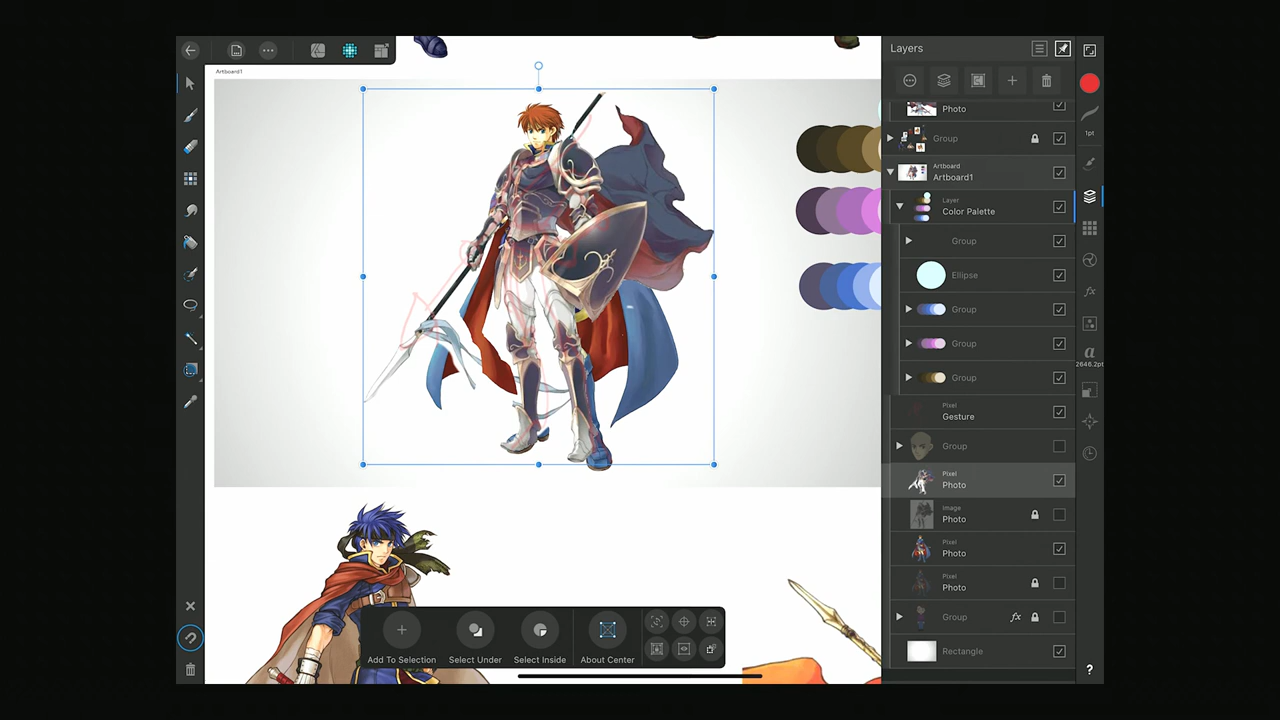 Artboard1
Layers
Photo
1pt
Group
Artboard
Artboard1
Layer
Color Palette
Group
Ellipse
fx
Group
Group
a
2646.2pt
Group
Pixel
Gesture
Group
Pixel
Photo
Image
Photo
Pixel
Photo
Pixel
Photo
Group
fx
Rectangle
Add To Selection
Select Under
Select Inside
About Center
?